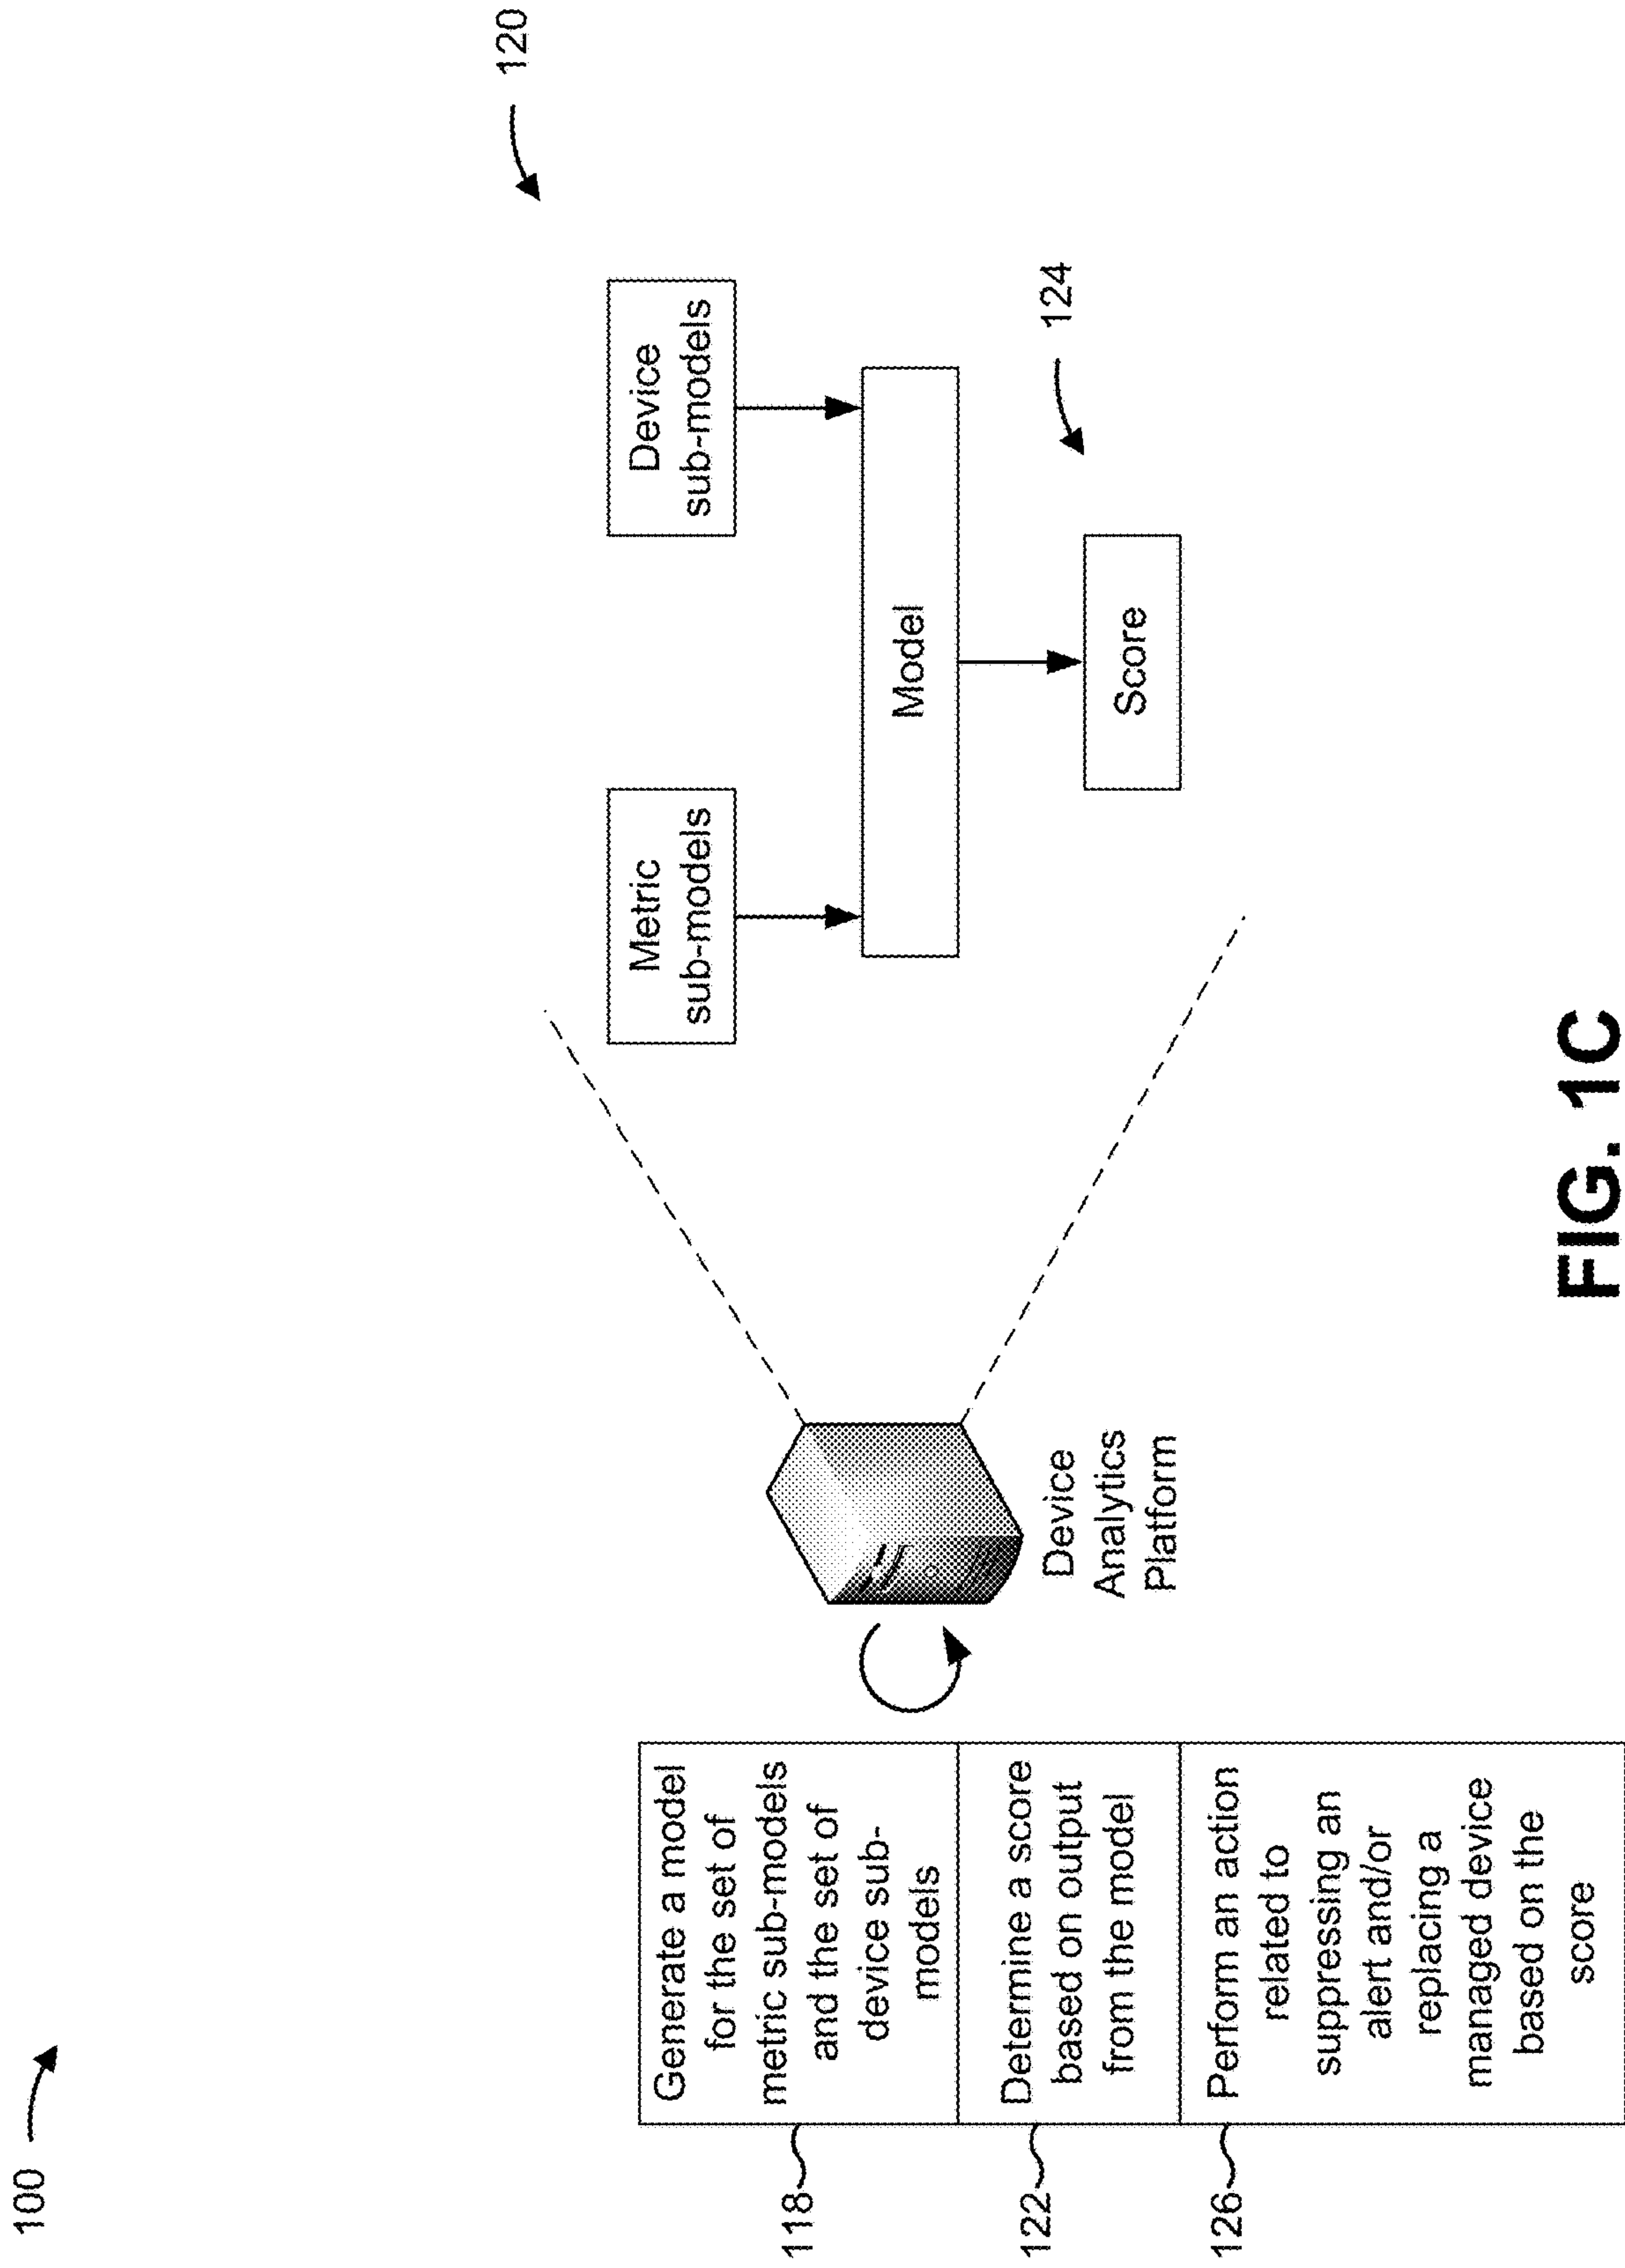 100
118
Generate a model
for the set of
metric sub-models
and the set of
device sub-
models
122
Determine a score
based on output
from the model
126
Perform an action
related to
suppressing an
alert and/or
replacing a
managed device
based on the
score
Device
Analytics
Platform
120
Metric
sub-models
Device
sub-models
Model
124
Score
FIG. 1C